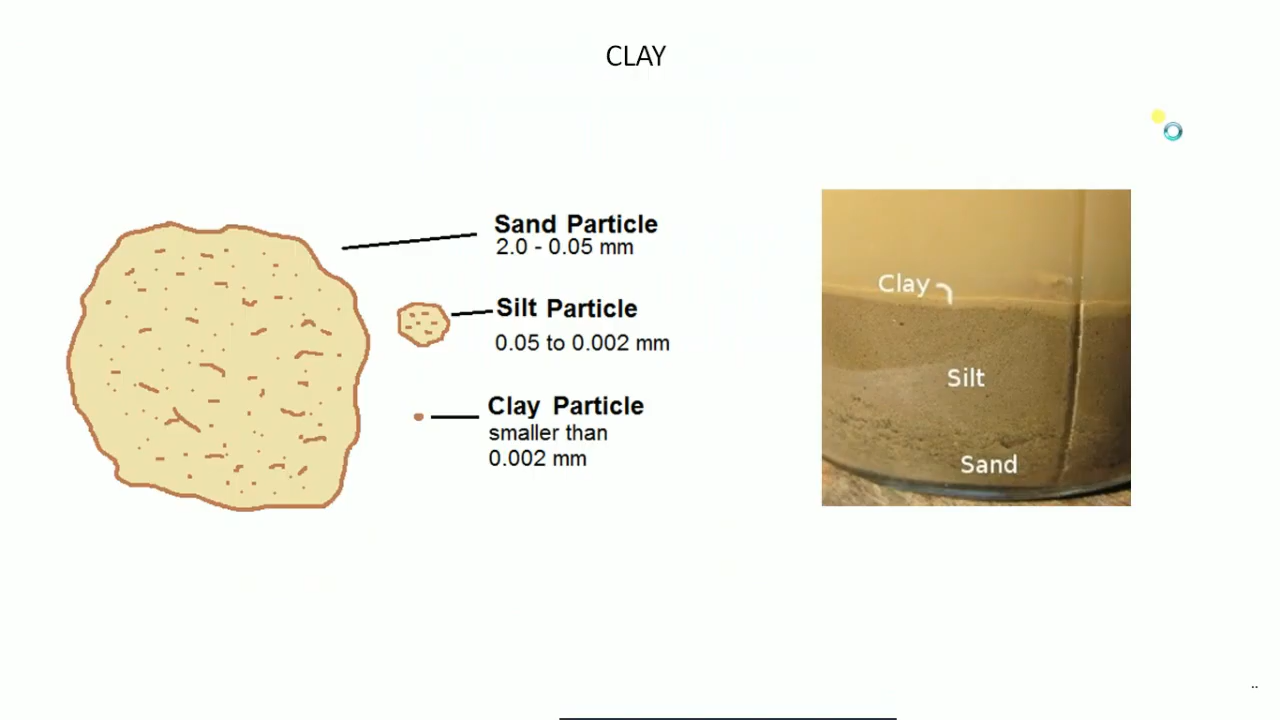 CLAY
Sand Particle
2.0 - 0.05 mm
Silt Particle
0.05 to 0.002 mm
Clay Particle
smaller than
0.002 mm
Clay
Silt
Sand
..